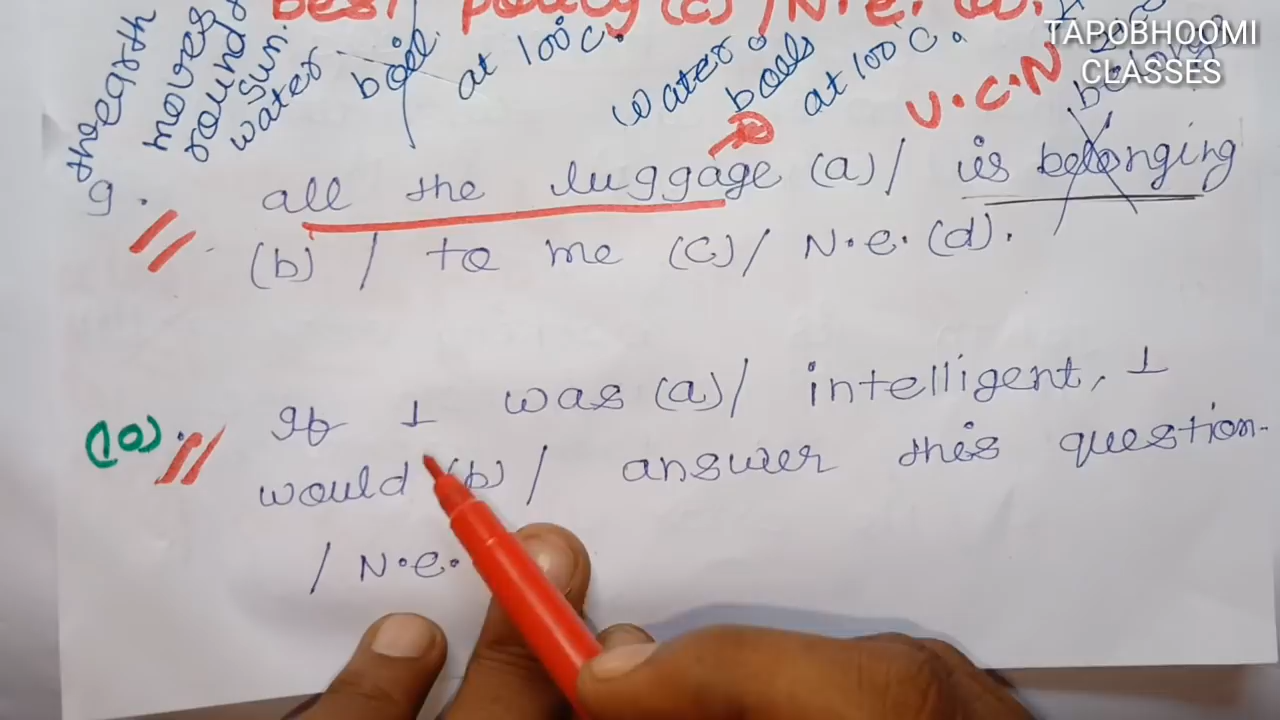 Best policy (c) / N.e. (d).
TAPOBHOOMI
CLASSES
the earth
moves
round
sun.
water boil at 100°c.
water boils at 100°C.
U.C.N
belongs
9. all the luggage (a) / is belonging
(b) / to me (c) / N.e. (d).
(10). If I was (a) / intelligent, I
would (b) / answer this question.
/ N.e.